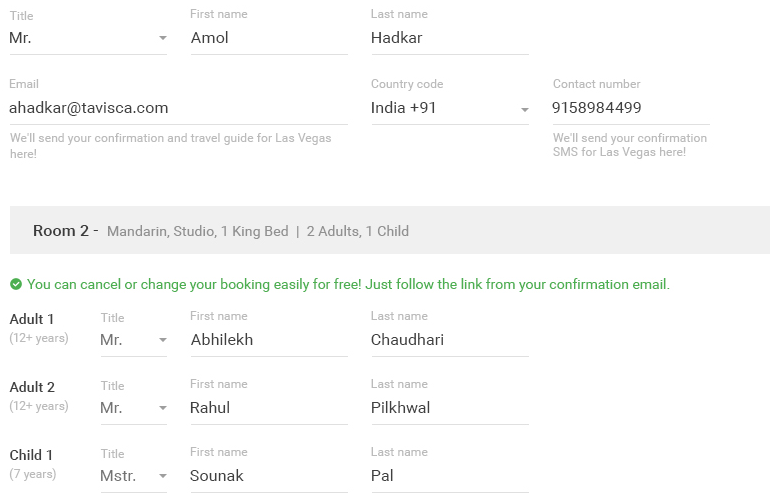 Title First name Last name
Mr. Amol Hadkar
Email Country code Contact number
ahadkar@tavisca.com India +91 9158984499
We'll send your confirmation and travel guide for Las Vegas
here!
We'll send your confirmation
SMS for Las Vegas here!
Room 2 - Mandarin, Studio, 1 King Bed | 2 Adults, 1 Child
You can cancel or change your booking easily for free! Just follow the link from your confirmation email.
Adult 1 Title First name Last name
(12+ years) Mr. Abhilekh Chaudhari
Adult 2 Title First name Last name
(12+ years) Mr. Rahul Pilkhwal
Child 1 Title First name Last name
(7 years) Mstr. Sounak Pal